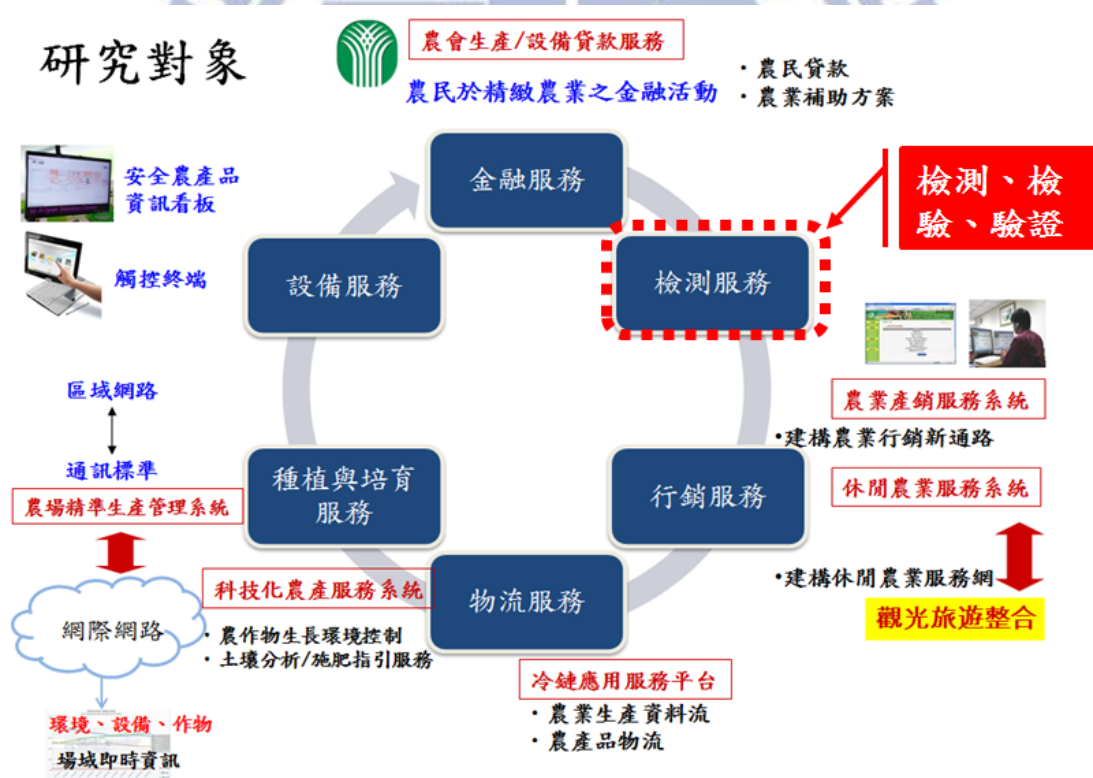 研究對象
農會生產/設備貸款服務
農民於精緻農業之金融活動
・農民貸款
・農業補助方案
安全農產品
資訊看板
觸控終端
金融服務
檢測、檢
驗、驗證
設備服務
檢測服務
區域網路
通訊標準
農場精準生產管理系統
農業產銷服務系統
•建構農業行銷新通路
種植與培育
服務
行銷服務
休閒農業服務系統
科技化農產服務系統
網際網路
・農作物生長環境控制
・土壤分析/施肥指引服務
物流服務
•建構休閒農業服務網
觀光旅遊整合
冷鏈應用服務平台
・農業生產資料流
・農產品物流
環境、設備、作物
場域即時資訊